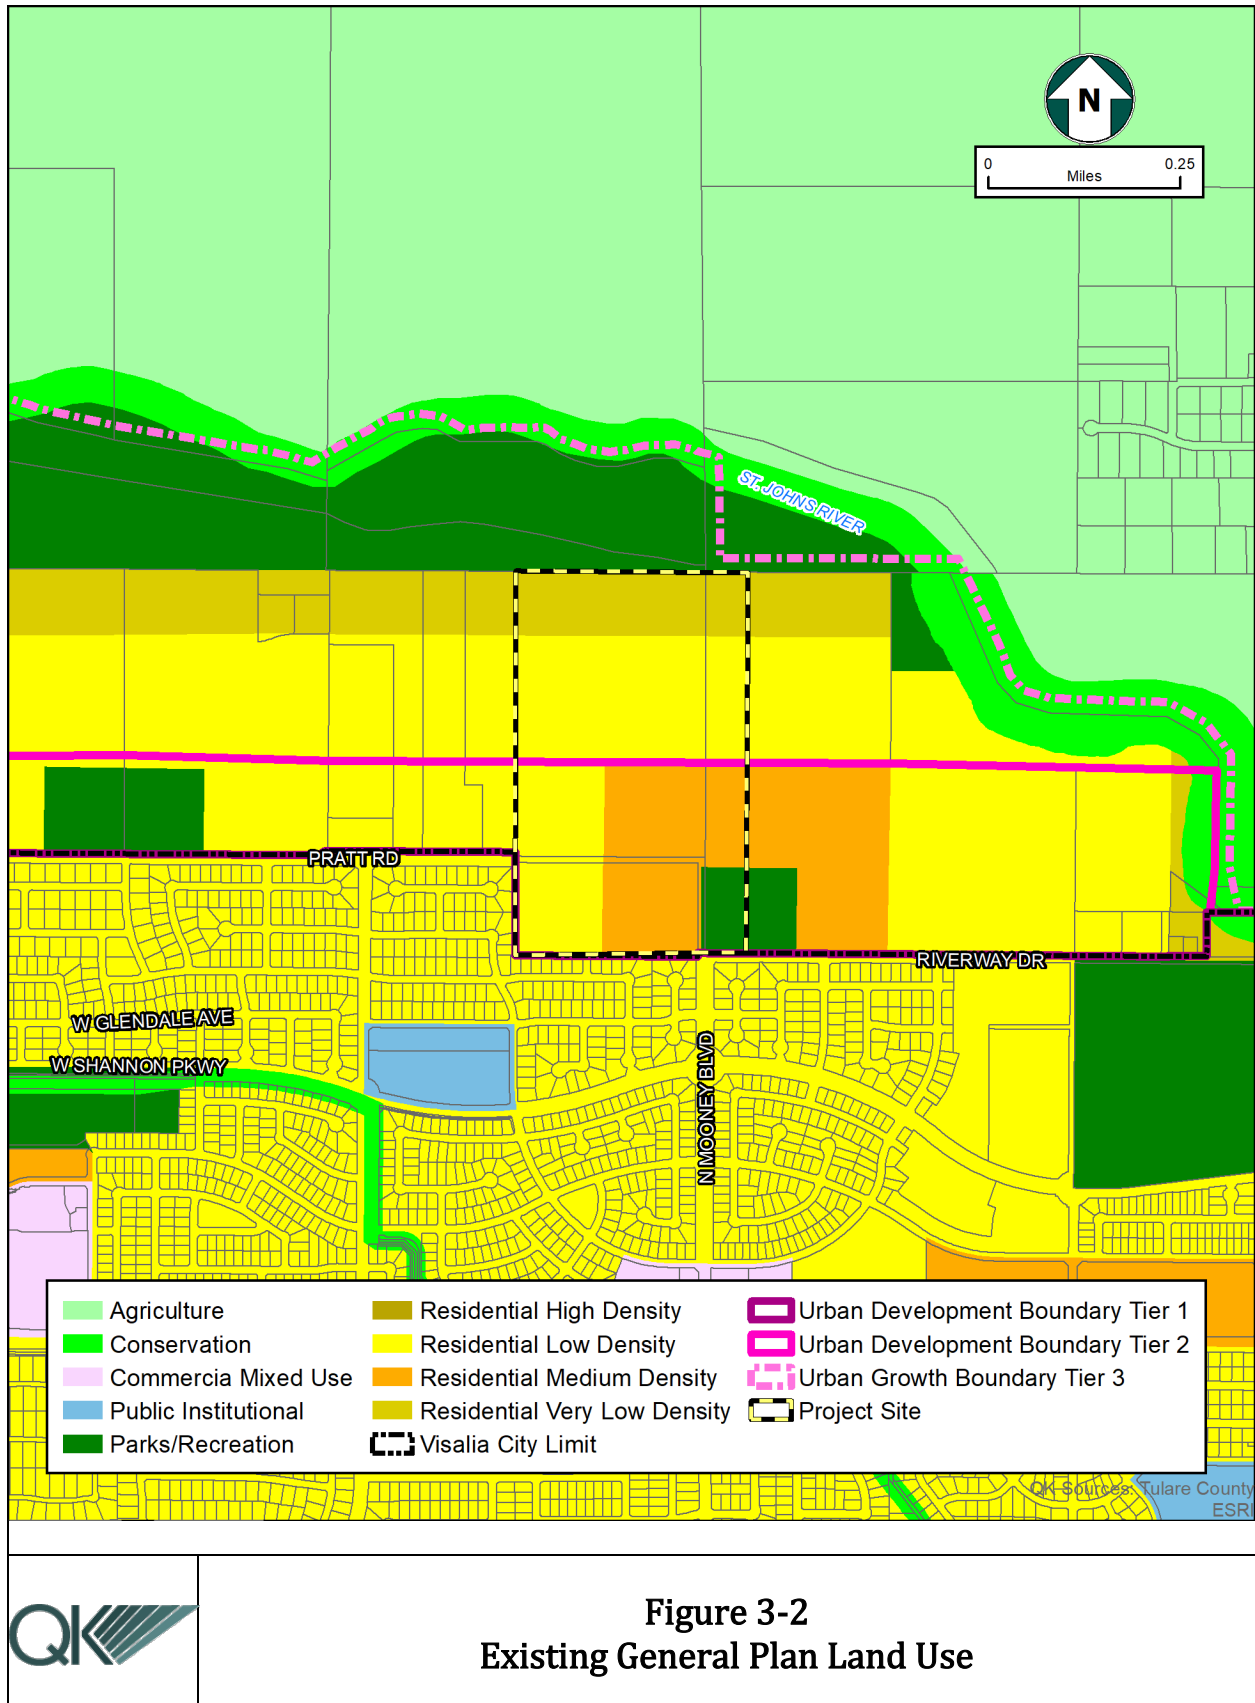 N
0 0.25
Miles
ST. JOHNS RIVER
PRATT RD
RIVERWAY DR
W GLENDALE AVE
W SHANNON PKWY
N MOONEY BLVD
Agriculture
Conservation
Commercia Mixed Use
Public Institutional
Parks/Recreation
Residential High Density
Residential Low Density
Residential Medium Density
Residential Very Low Density
Visalia City Limit
Urban Development Boundary Tier 1
Urban Development Boundary Tier 2
Urban Growth Boundary Tier 3
Project Site
QK Sources: Tulare County
ESRI
QK
Figure 3-2
Existing General Plan Land Use